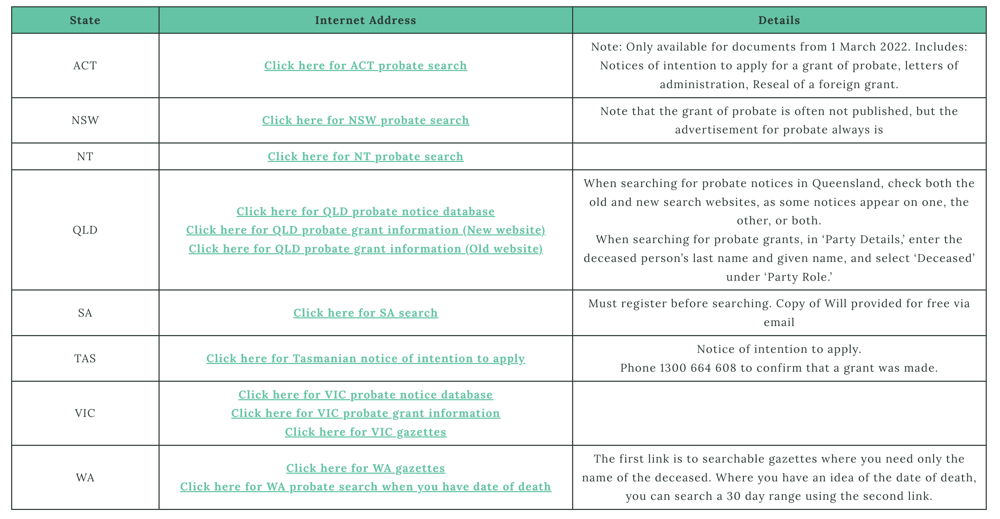 State
Internet Address
Details
ACT
Click here for ACT probate search
Note: Only available for documents from 1 March 2022. Includes:
Notices of intention to apply for a grant of probate, letters of
administration, Reseal of a foreign grant.
NSW
Click here for NSW probate search
Note that the grant of probate is often not published, but the
advertisement for probate always is
NT
Click here for NT probate search
QLD
Click here for QLD probate notice database
Click here for QLD probate grant information (New website)
Click here for QLD probate grant information (Old website)
When searching for probate notices in Queensland, check both the
old and new search websites, as some notices appear on one, the
other, or both.
When searching for probate grants, in ‘Party Details,’ enter the
deceased person’s last name and given name, and select ‘Deceased’
under ‘Party Role.’
SA
Click here for SA search
Must register before searching. Copy of Will provided for free via
email
TAS
Click here for Tasmanian notice of intention to apply
Notice of intention to apply.
Phone 1300 664 608 to confirm that a grant was made.
VIC
Click here for VIC probate notice database
Click here for VIC probate grant information
Click here for VIC gazettes
WA
Click here for WA gazettes
Click here for WA probate search when you have date of death
The first link is to searchable gazettes where you need only the
name of the deceased. Where you have an idea of the date of death,
you can search a 30 day range using the second link.